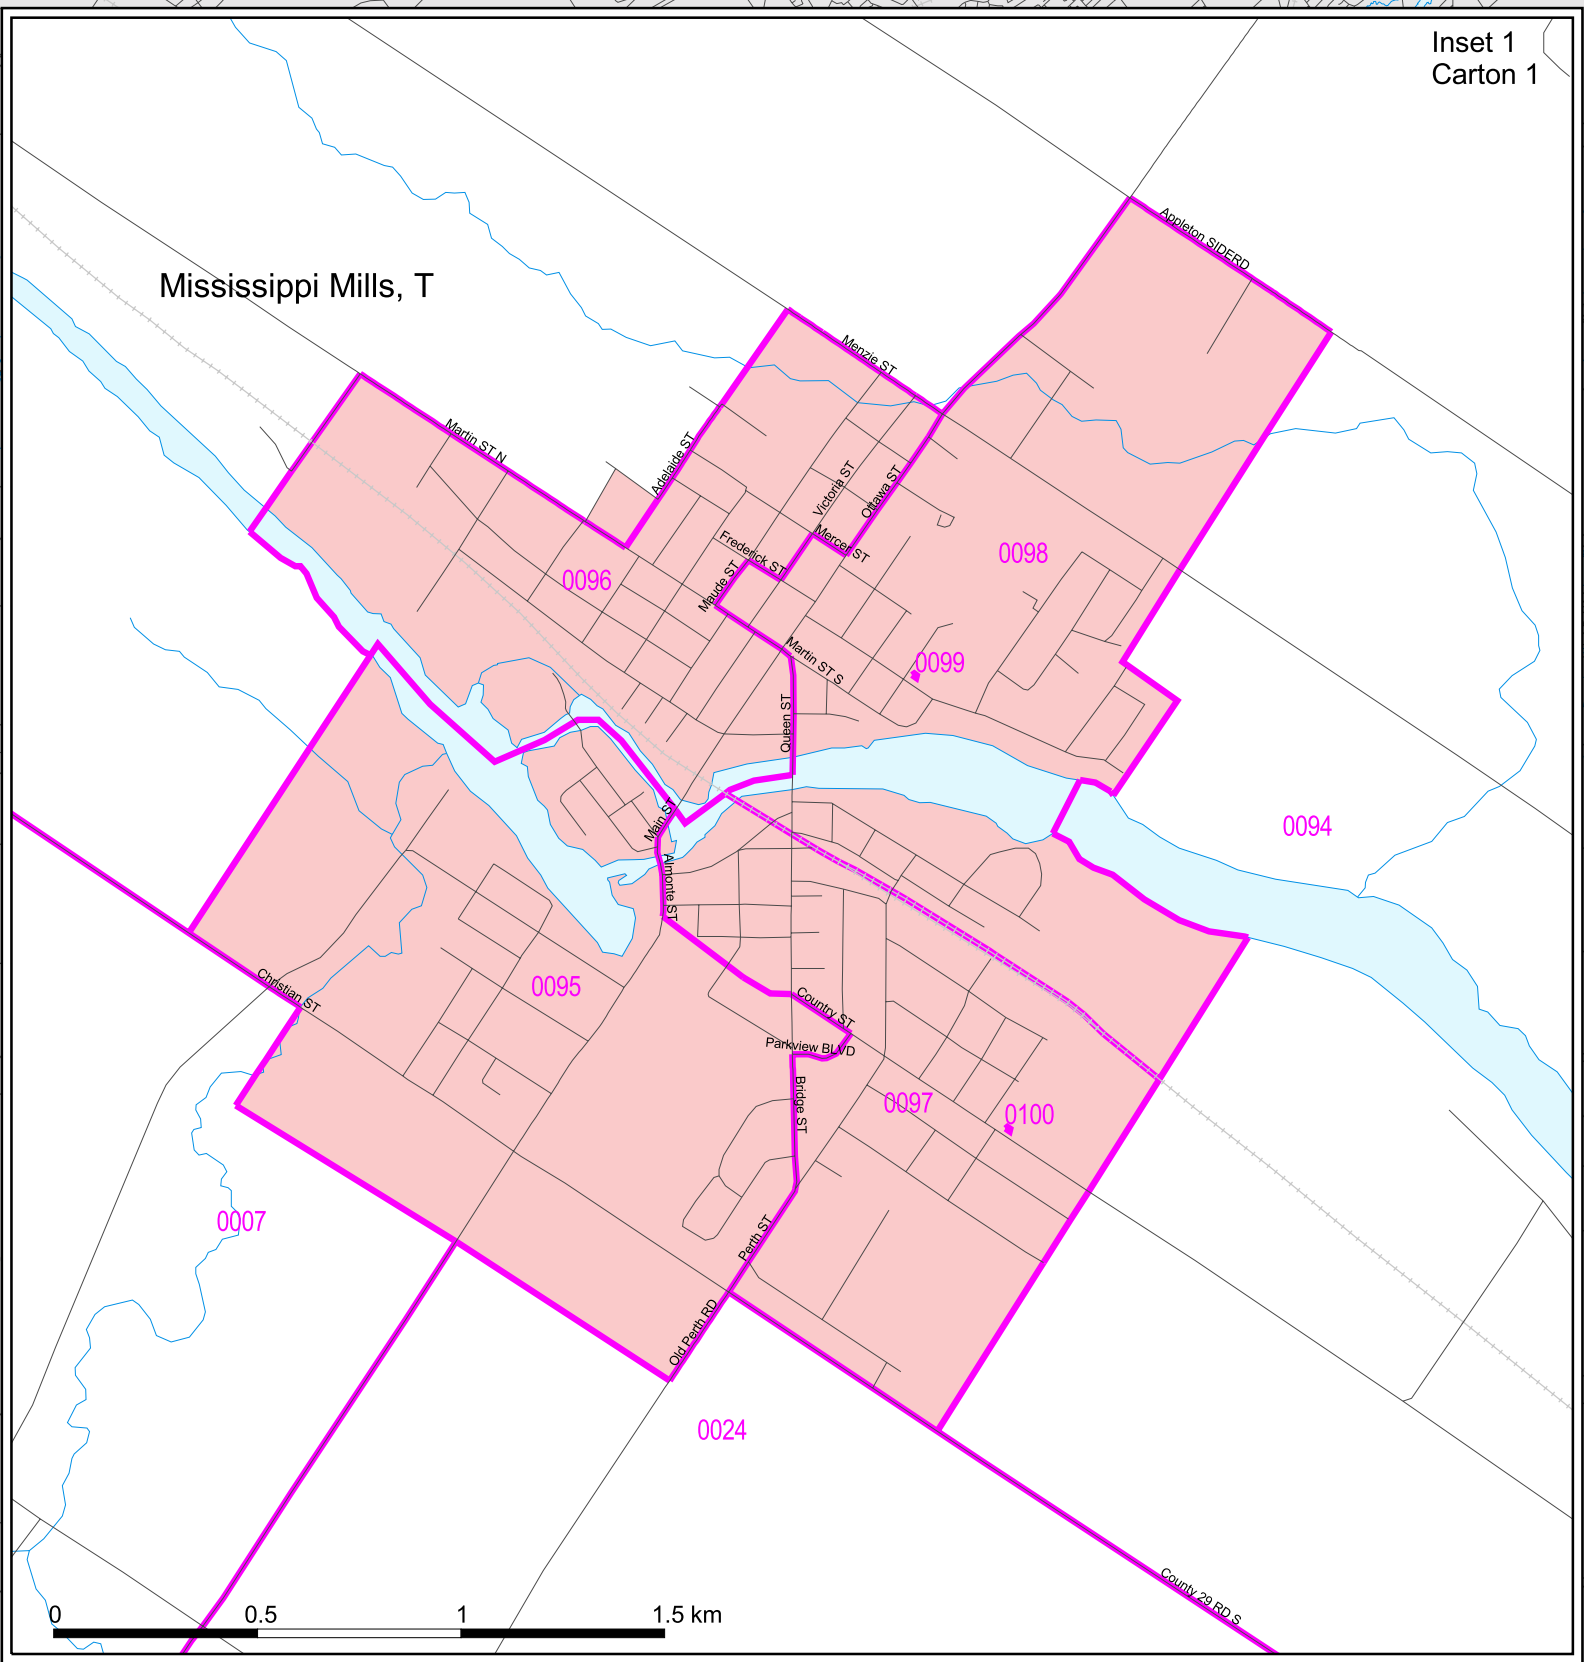 Inset 1
Carton 1
Appleton SIDERD
Mississippi Mills, T
Menzie ST
Martin ST N
Adelaide ST
Victoria ST
Ottawa ST
Mercer ST
Frederick ST
0098
0096
Maude ST
Martin ST S
0099
Queen ST
Main ST
0094
Almonte ST
0095
Christian ST
Country ST
Parkview BLVD
Bridge ST
0097
0100
0007
Perth ST
Old Perth RD
0024
County 29 RD S
0 0.5 1 1.5 km